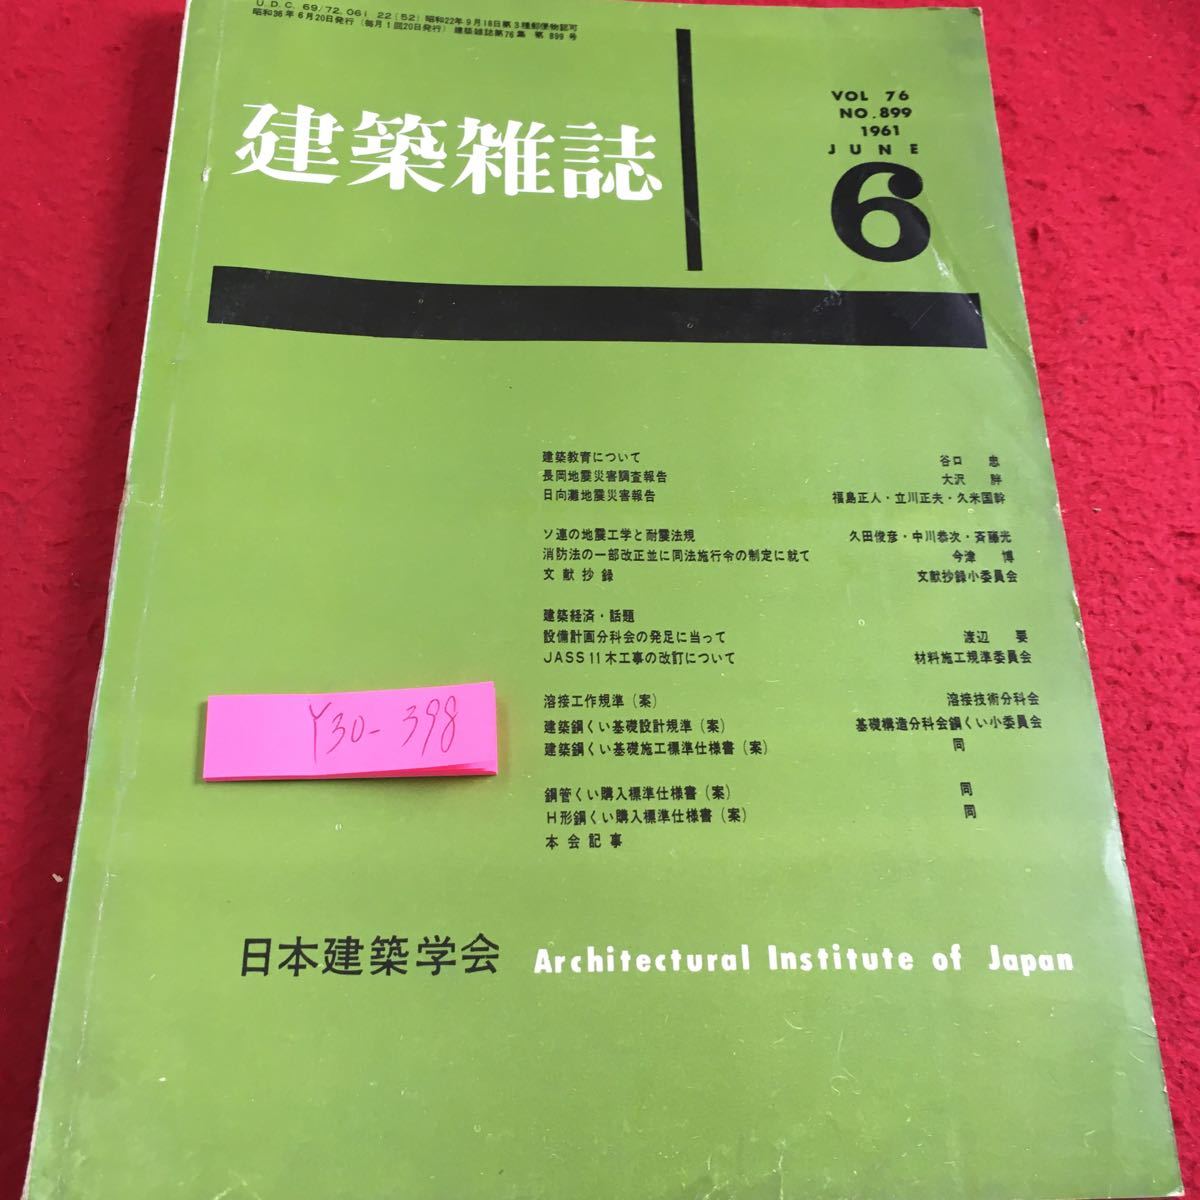 U.D.C. 69/72.061 22[52] 昭和22年9月18日第3種郵便物認可
昭和36年6月20日発行(毎月1回20日発行) 建築雑誌第76集 第899号
建築雑誌
VOL 76
NO.899
1961
JUNE
6
建築教育について 谷口 忠
長岡地震災害調査報告 大沢 胖
日向灘地震災害報告 福島正人・立川正夫・久米国幹
ソ連の地震工学と耐震法規 久田俊彦・中川恭次・斉藤光
消防法の一部改正並に同法施行令の制定に就て 今津 博
文献抄録 文献抄録小委員会
建築経済・話題
設備計画分科会の発足に当って 渡辺 要
JASS 11 木工事の改訂について 材料施工規準委員会
溶接工作規準(案) 溶接技術分科会
建築鋼くい基礎設計規準(案) 基礎構造分科会鋼くい小委員会
建築鋼くい基礎施工標準仕様書(案) 同
鋼管くい購入標準仕様書(案) 同
H形鋼くい購入標準仕様書(案) 同
本会記事
Y30-398
日本建築学会 Architectural Institute of Japan